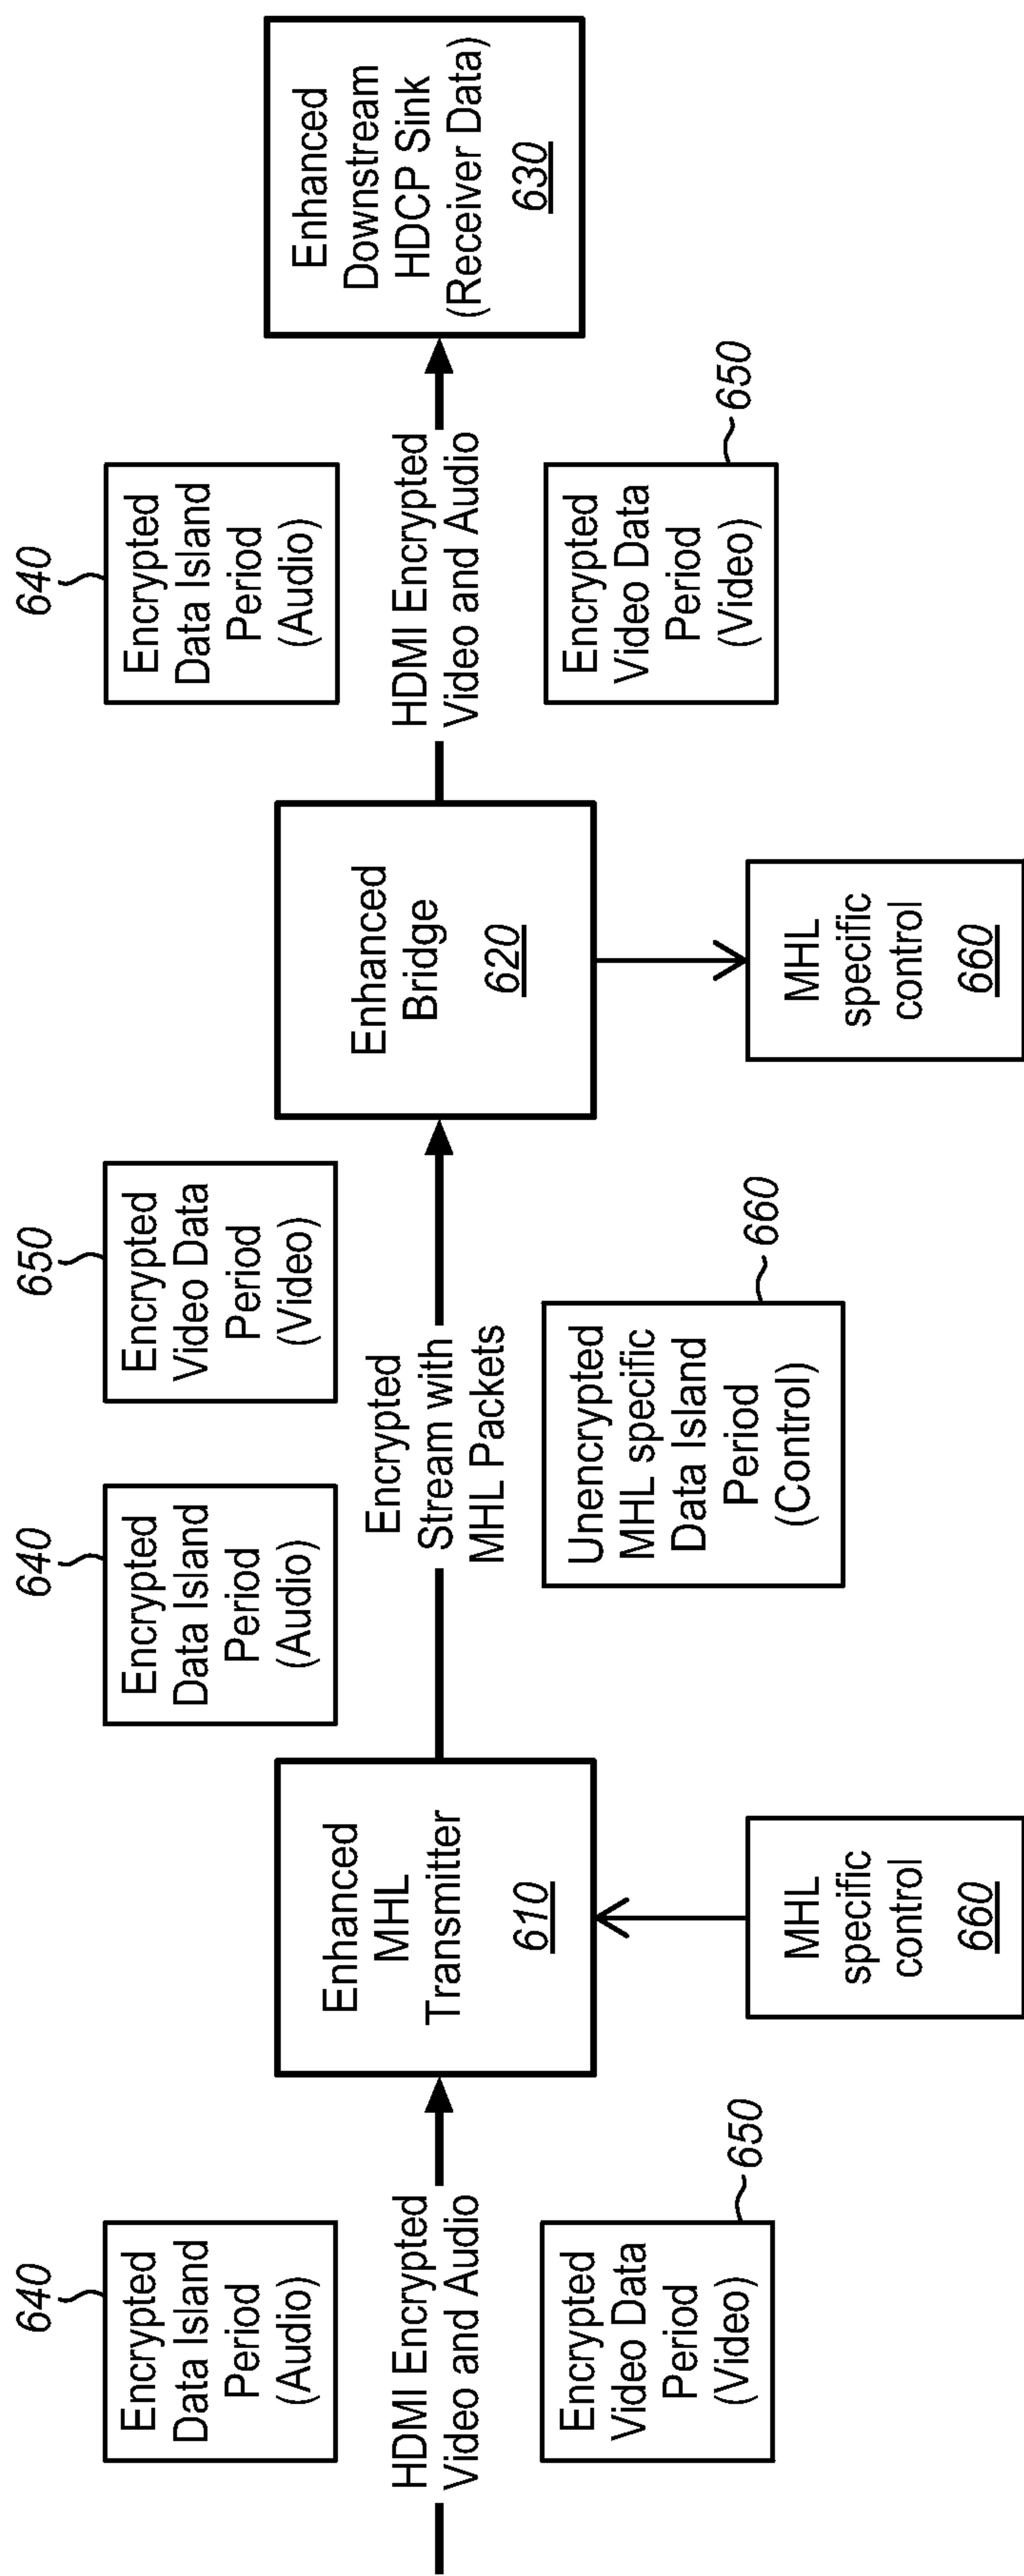 640
Encrypted
Data Island
Period
(Audio)
HDMI Encrypted
Video and Audio
Encrypted
Video Data
Period
(Video)
650
Enhanced
MHL
Transmitter
610
MHL
specific
control
660
640
Encrypted
Data Island
Period
(Audio)
650
Encrypted
Video Data
Period
(Video)
Encrypted
Stream with
MHL Packets
Unencrypted
MHL specific
Data Island
Period
(Control)
660
Enhanced
Bridge
620
MHL
specific
control
660
640
Encrypted
Data Island
Period
(Audio)
HDMI Encrypted
Video and Audio
Encrypted
Video Data
Period
(Video)
650
Enhanced
Downstream
HDCP Sink
(Receiver Data)
630